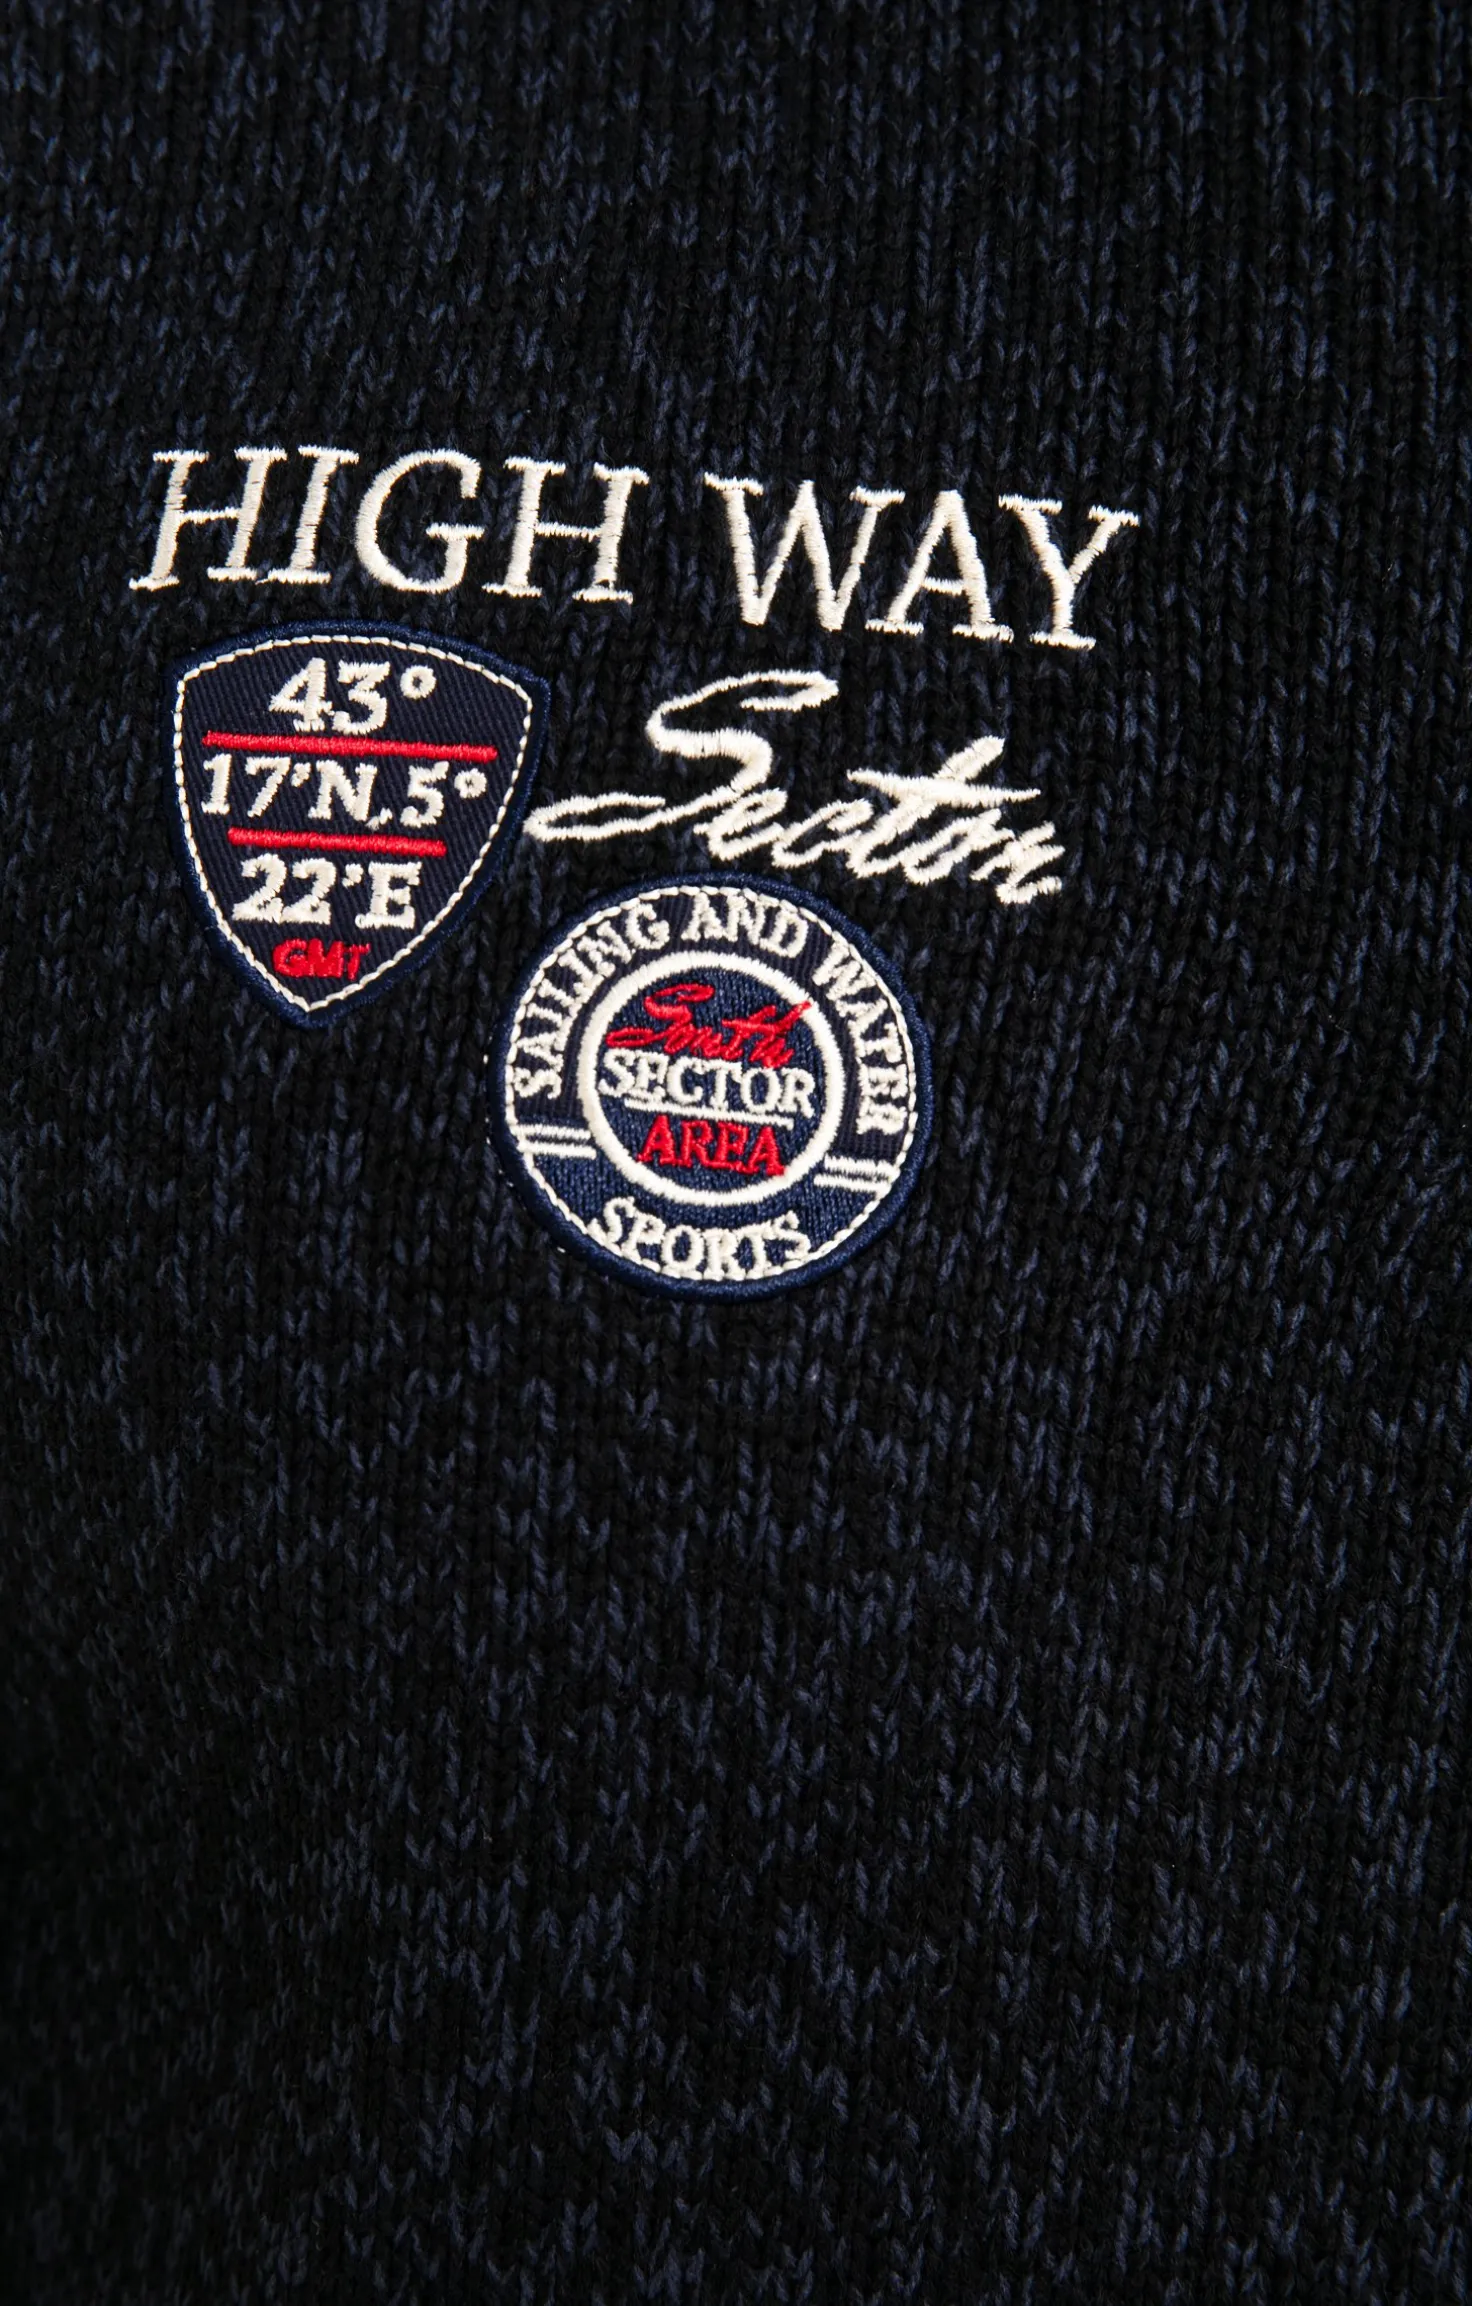 HIGH WAY
Sector
43°
17'N,5°
22'E
GMT
SAILING AND WATER
South
SECTOR
AREA
SPORTS